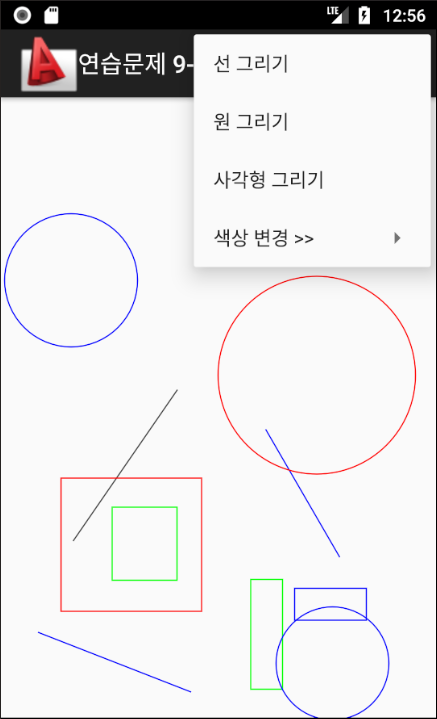 LTE 12:56
연습문제 9-
선 그리기
원 그리기
사각형 그리기
색상 변경 >>